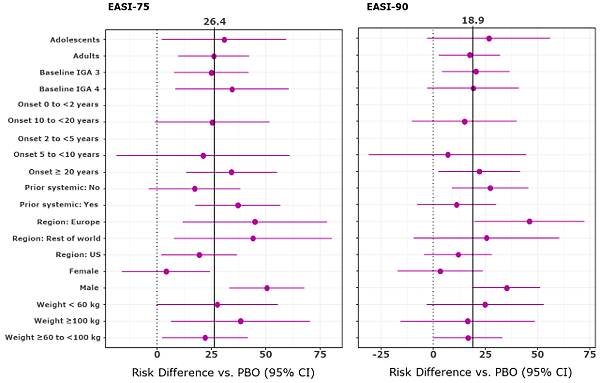 EASI-75
EASI-90
26.4
18.9
Adolescents
Adults
Baseline IGA 3
Baseline IGA 4
Onset 0 to <2 years
Onset 10 to <20 years
Onset 2 to <5 years
Onset 5 to <10 years
Onset ≥ 20 years
Prior systemic: No
Prior systemic: Yes
Region: Europe
Region: Rest of world
Region: US
Female
Male
Weight < 60 kg
Weight ≥100 kg
Weight ≥60 to <100 kg
0 25 50 75
-25 0 25 50 75
Risk Difference vs. PBO (95% CI)
Risk Difference vs. PBO (95% CI)